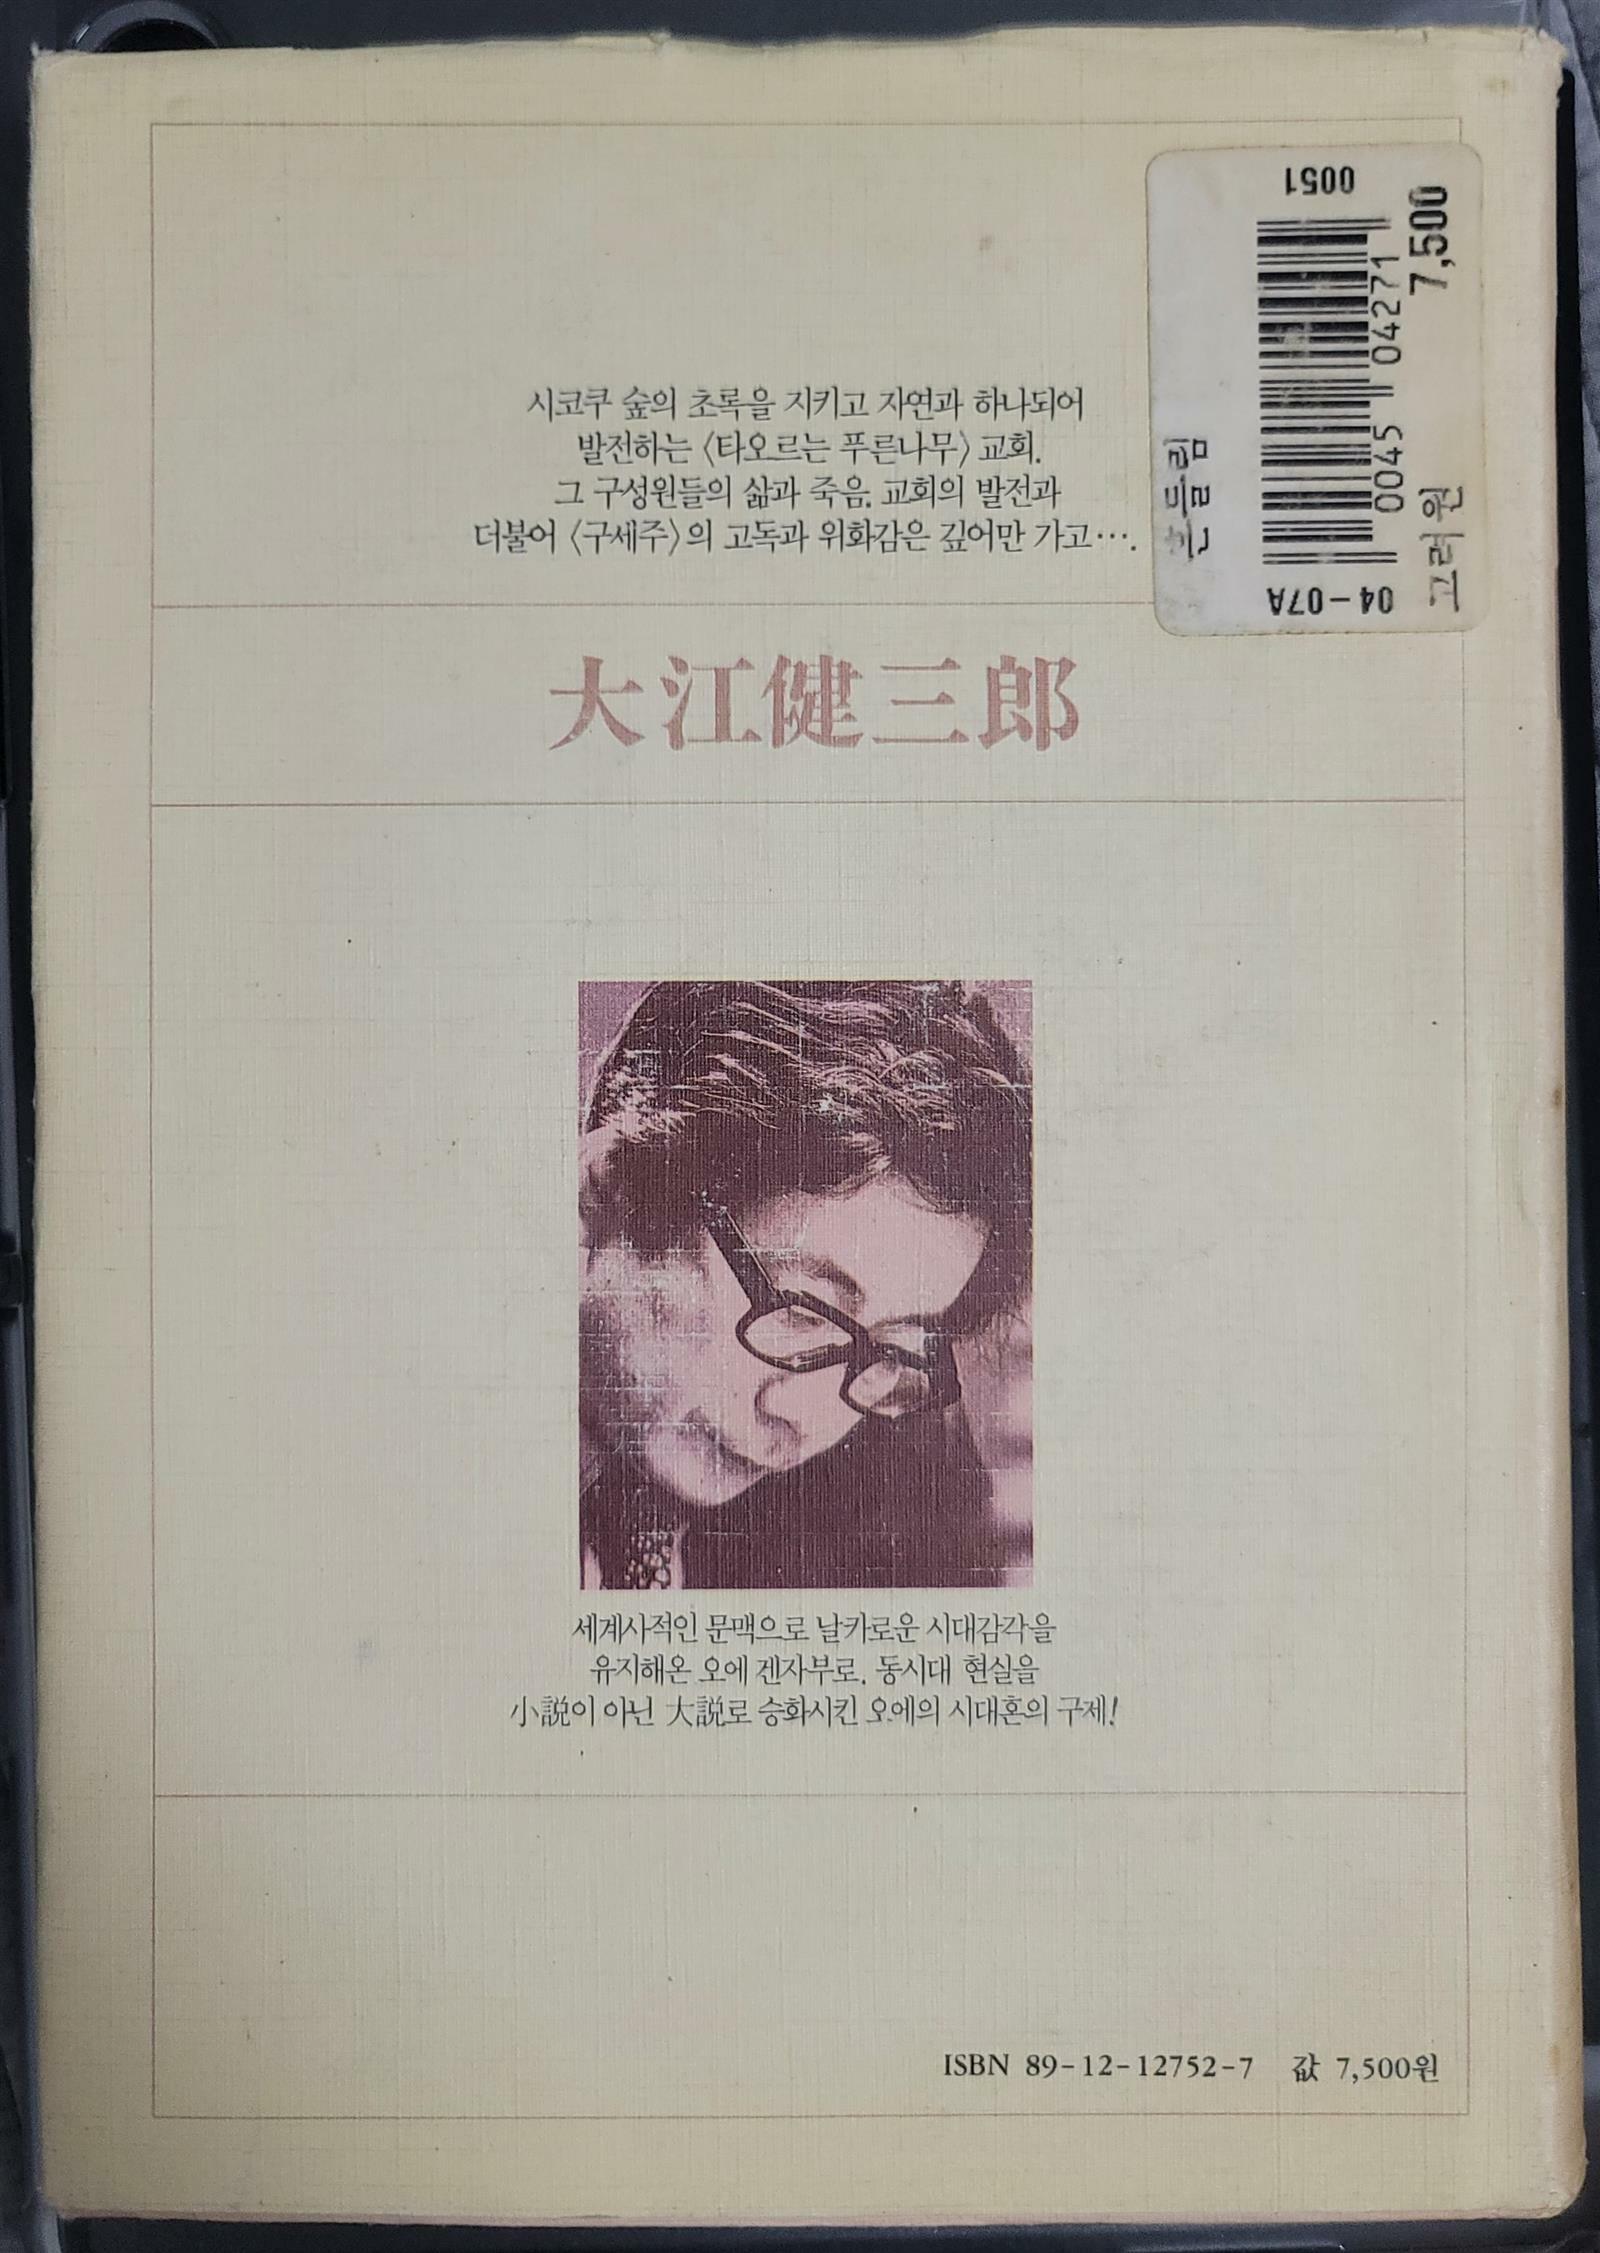 시코쿠 숲의 초록을 지키고 자연과 하나되어
발전하는 〈타오르는 푸른나무〉 교회.
그 구성원들의 삶과 죽음. 교회의 발전과
더불어 〈구세주〉의 고독과 위화감은 깊어만 가고….
大江健三郎
세계사적인 문맥으로 날카로운 시대감각을
유지해온 오에 겐자부로. 동시대 현실을
小説이 아닌 大説로 승화시킨 오에의 시대혼의 구제!
ISBN 89-12-12752-7 값 7,500원
흔들림
04-07A
0051
0045 04271
고려원 7,500